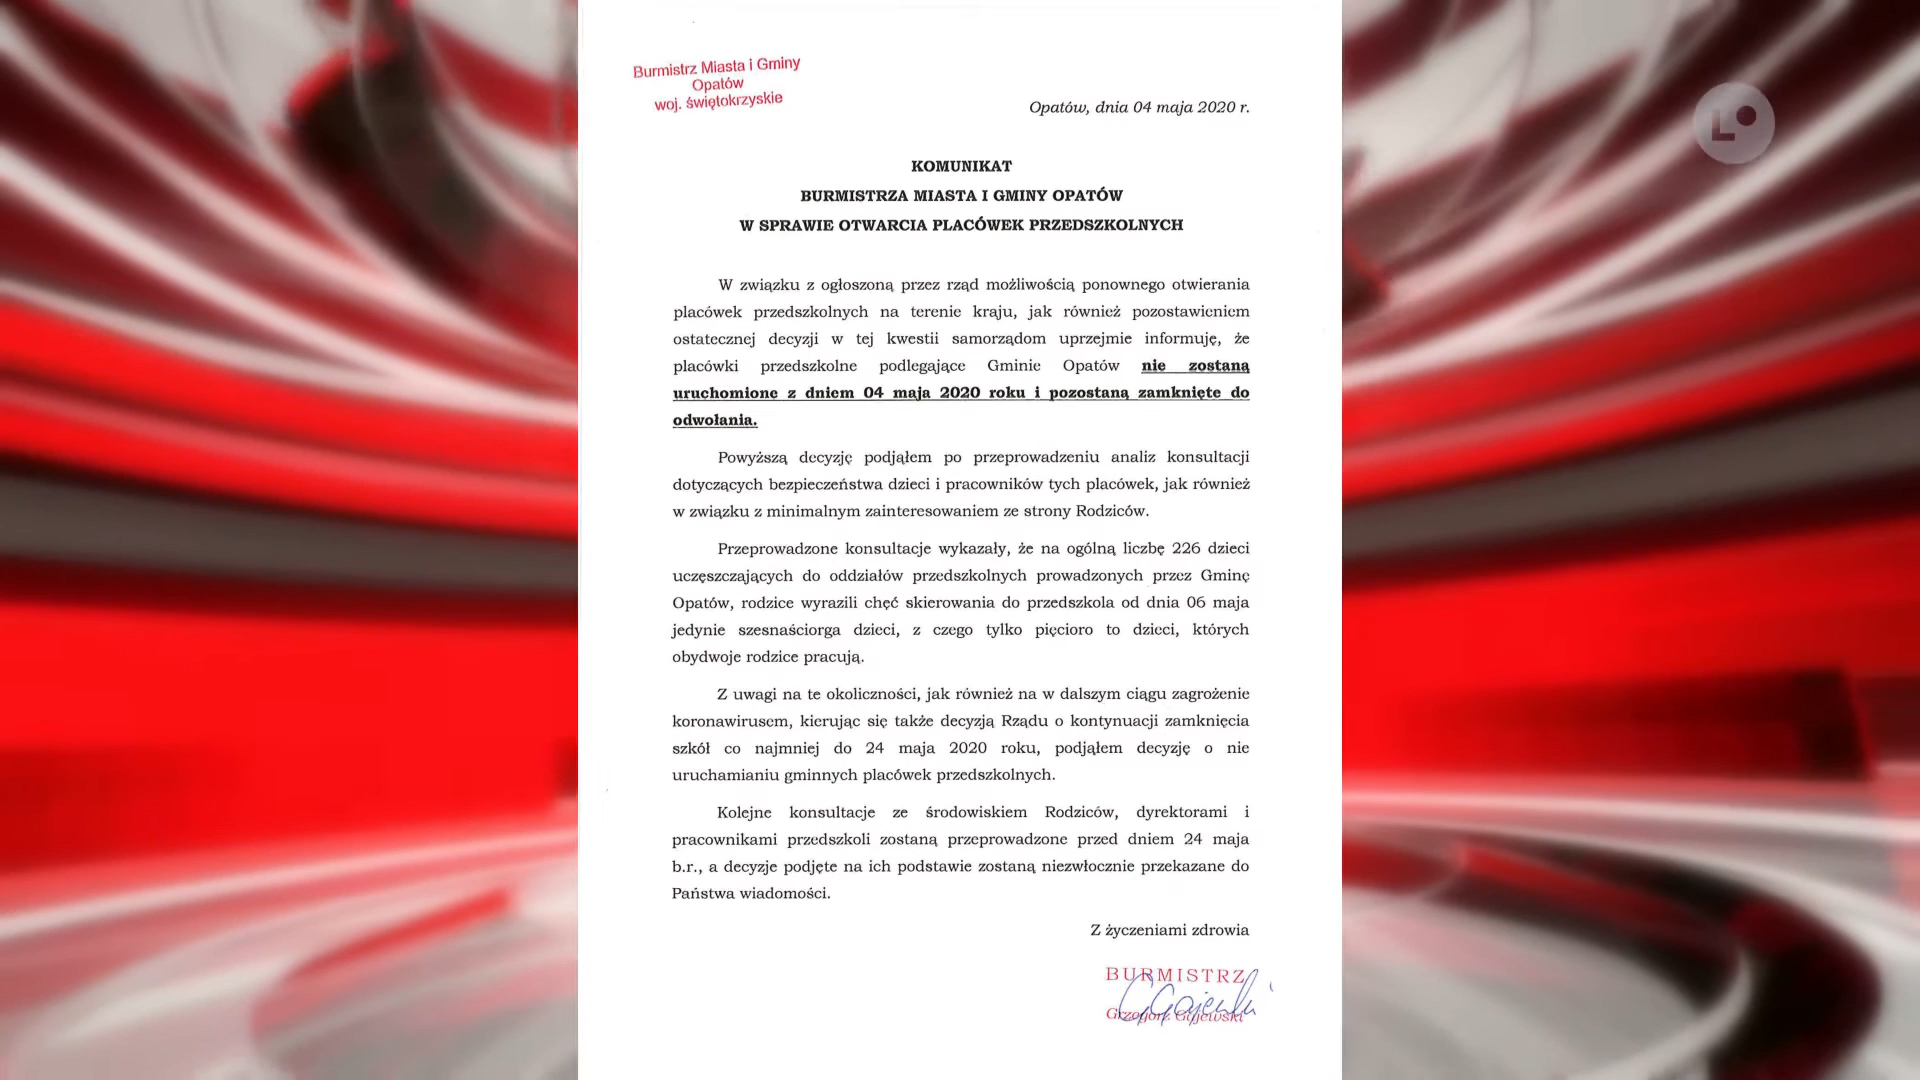 Burmistrz Miasta i Gminy
Opatów
woj. świętokrzyskie
Opatów, dnia 04 maja 2020 r.
KOMUNIKAT
BURMISTRZA MIASTA I GMINY OPATÓW
W SPRAWIE OTWARCIA PLACÓWEK PRZEDSZKOLNYCH
W związku z ogłoszoną przez rząd możliwością ponownego otwierania
placówek przedszkolnych na terenie kraju, jak również pozostawieniem
ostatecznej decyzji w tej kwestii samorządom uprzejmie informuję, że
placówki przedszkolne podlegające Gminie Opatów nie zostaną
uruchomione z dniem 04 maja 2020 roku i pozostaną zamknięte do
odwołania.
Powyższą decyzję podjąłem po przeprowadzeniu analiz konsultacji
dotyczących bezpieczeństwa dzieci i pracowników tych placówek, jak również
w związku z minimalnym zainteresowaniem ze strony Rodziców.
Przeprowadzone konsultacje wykazały, że na ogólną liczbę 226 dzieci
uczęszczających do oddziałów przedszkolnych prowadzonych przez Gminę
Opatów, rodzice wyrazili chęć skierowania do przedszkola od dnia 06 maja
jedynie szesnaściorga dzieci, z czego tylko pięcioro to dzieci, których
obydwoje rodzice pracują.
Z uwagi na te okoliczności, jak również na w dalszym ciągu zagrożenie
koronawirusem, kierując się także decyzją Rządu o kontynuacji zamknięcia
szkół co najmniej do 24 maja 2020 roku, podjąłem decyzję o nie
uruchamianiu gminnych placówek przedszkolnych.
Kolejne konsultacje ze środowiskiem Rodziców, dyrektorami i
pracownikami przedszkoli zostaną przeprowadzone przed dniem 24 maja
b.r., a decyzje podjęte na ich podstawie zostaną niezwłocznie przekazane do
Państwa wiadomości.
Z życzeniami zdrowia
BURMISTRZ
Grzegorz Gajewski